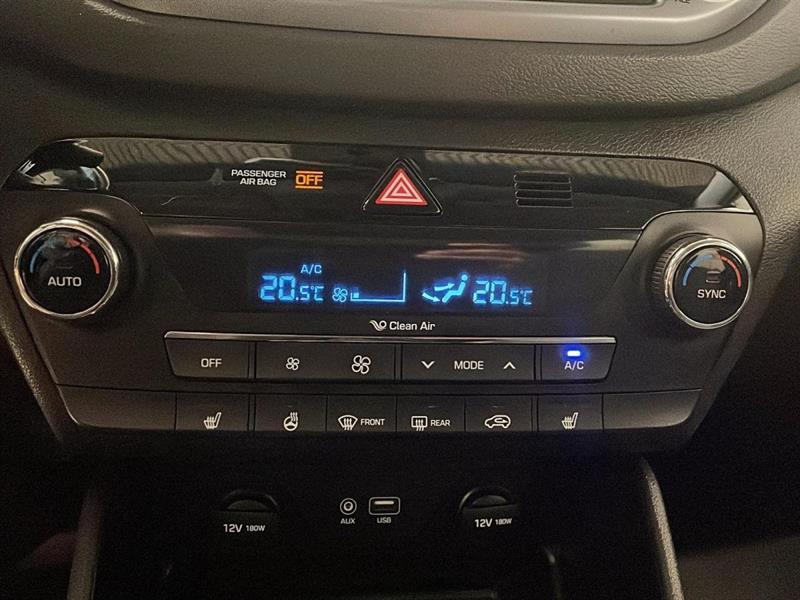 PASSENGER
AIR BAG OFF
A/C
20.5°C 20.5°C
AUTO
SYNC
Clean Air
OFF MODE A/C
FRONT REAR
AUX USB
12V 180W 12V 180W